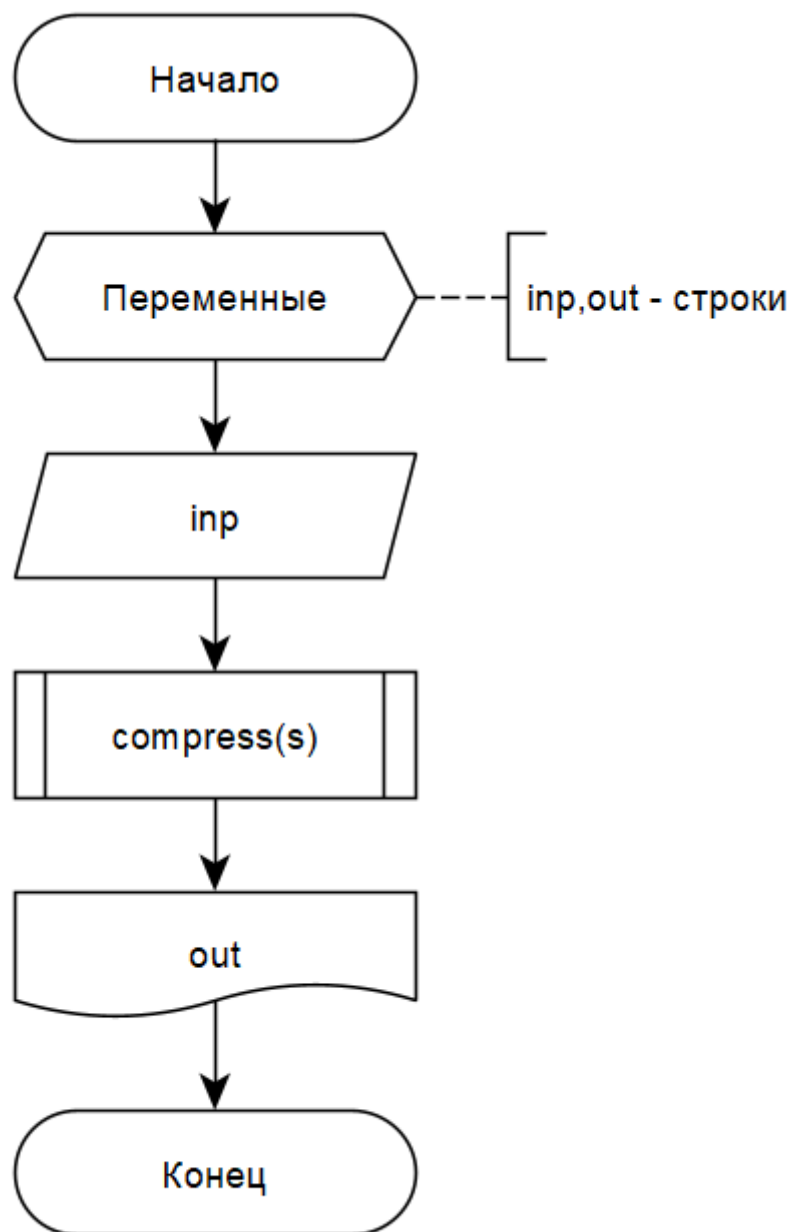 Начало
Переменные
inp,out - строки
inp
compress(s)
out
Конец